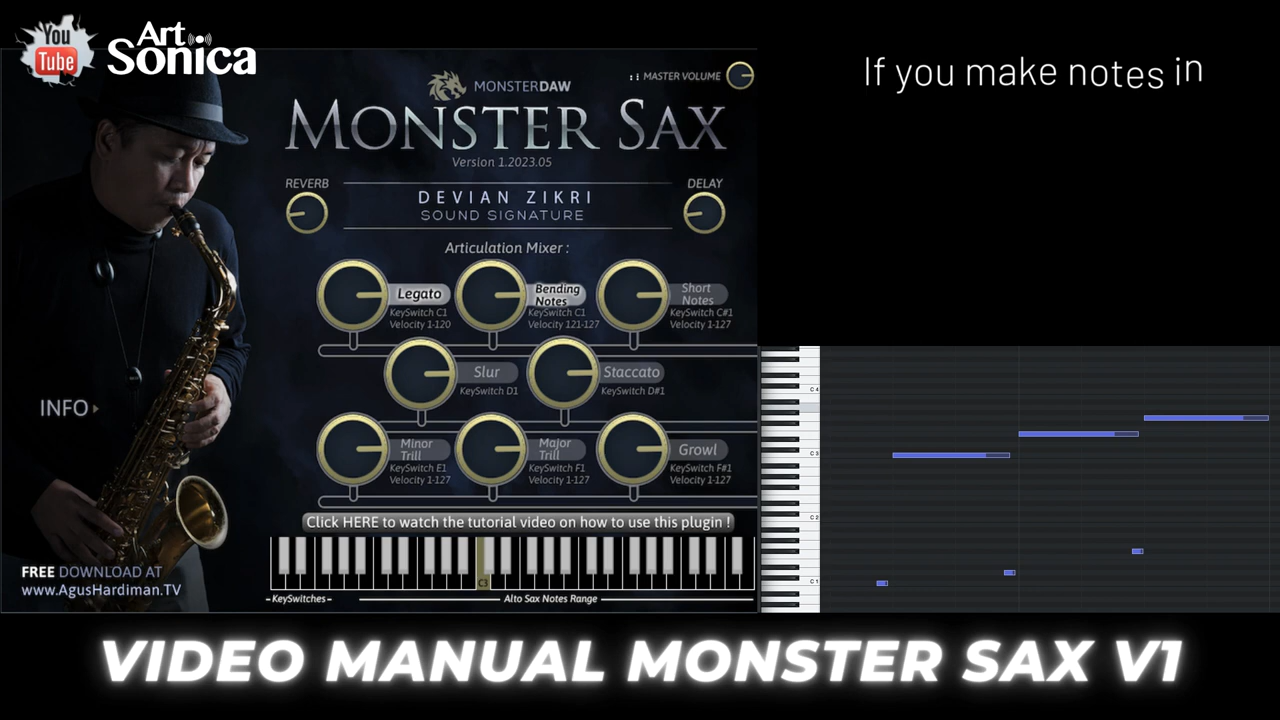 You
Tube
Art
Sonica
If you make notes in
MASTER VOLUME
MONSTERDAW
MONSTER SAX
Version 1.2023.05
REVERB
DELAY
DEVIAN ZIKRI
SOUND SIGNATURE
Articulation Mixer :
Legato
KeySwitch C1
Velocity 1-120
Bending
Notes
KeySwitch C1
Velocity 121-127
Short
Notes
KeySwitch C#1
Velocity 1-127
Slur
KeySwitch D1
Staccato
KeySwitch D#1
INFO
Minor
Trill
KeySwitch E1
Velocity 1-127
Major
Trill
KeySwitch F1
Velocity 1-127
Growl
KeySwitch F#1
Velocity 1-127
Click HERE to watch the tutorial video on how to use this plugin !
C3
KeySwitches
Alto Sax Notes Range
FREE DOWNLOAD AT
www.AgusHardiman.TV
C 4
C 3
C 2
C 1
VIDEO MANUAL MONSTER SAX V1